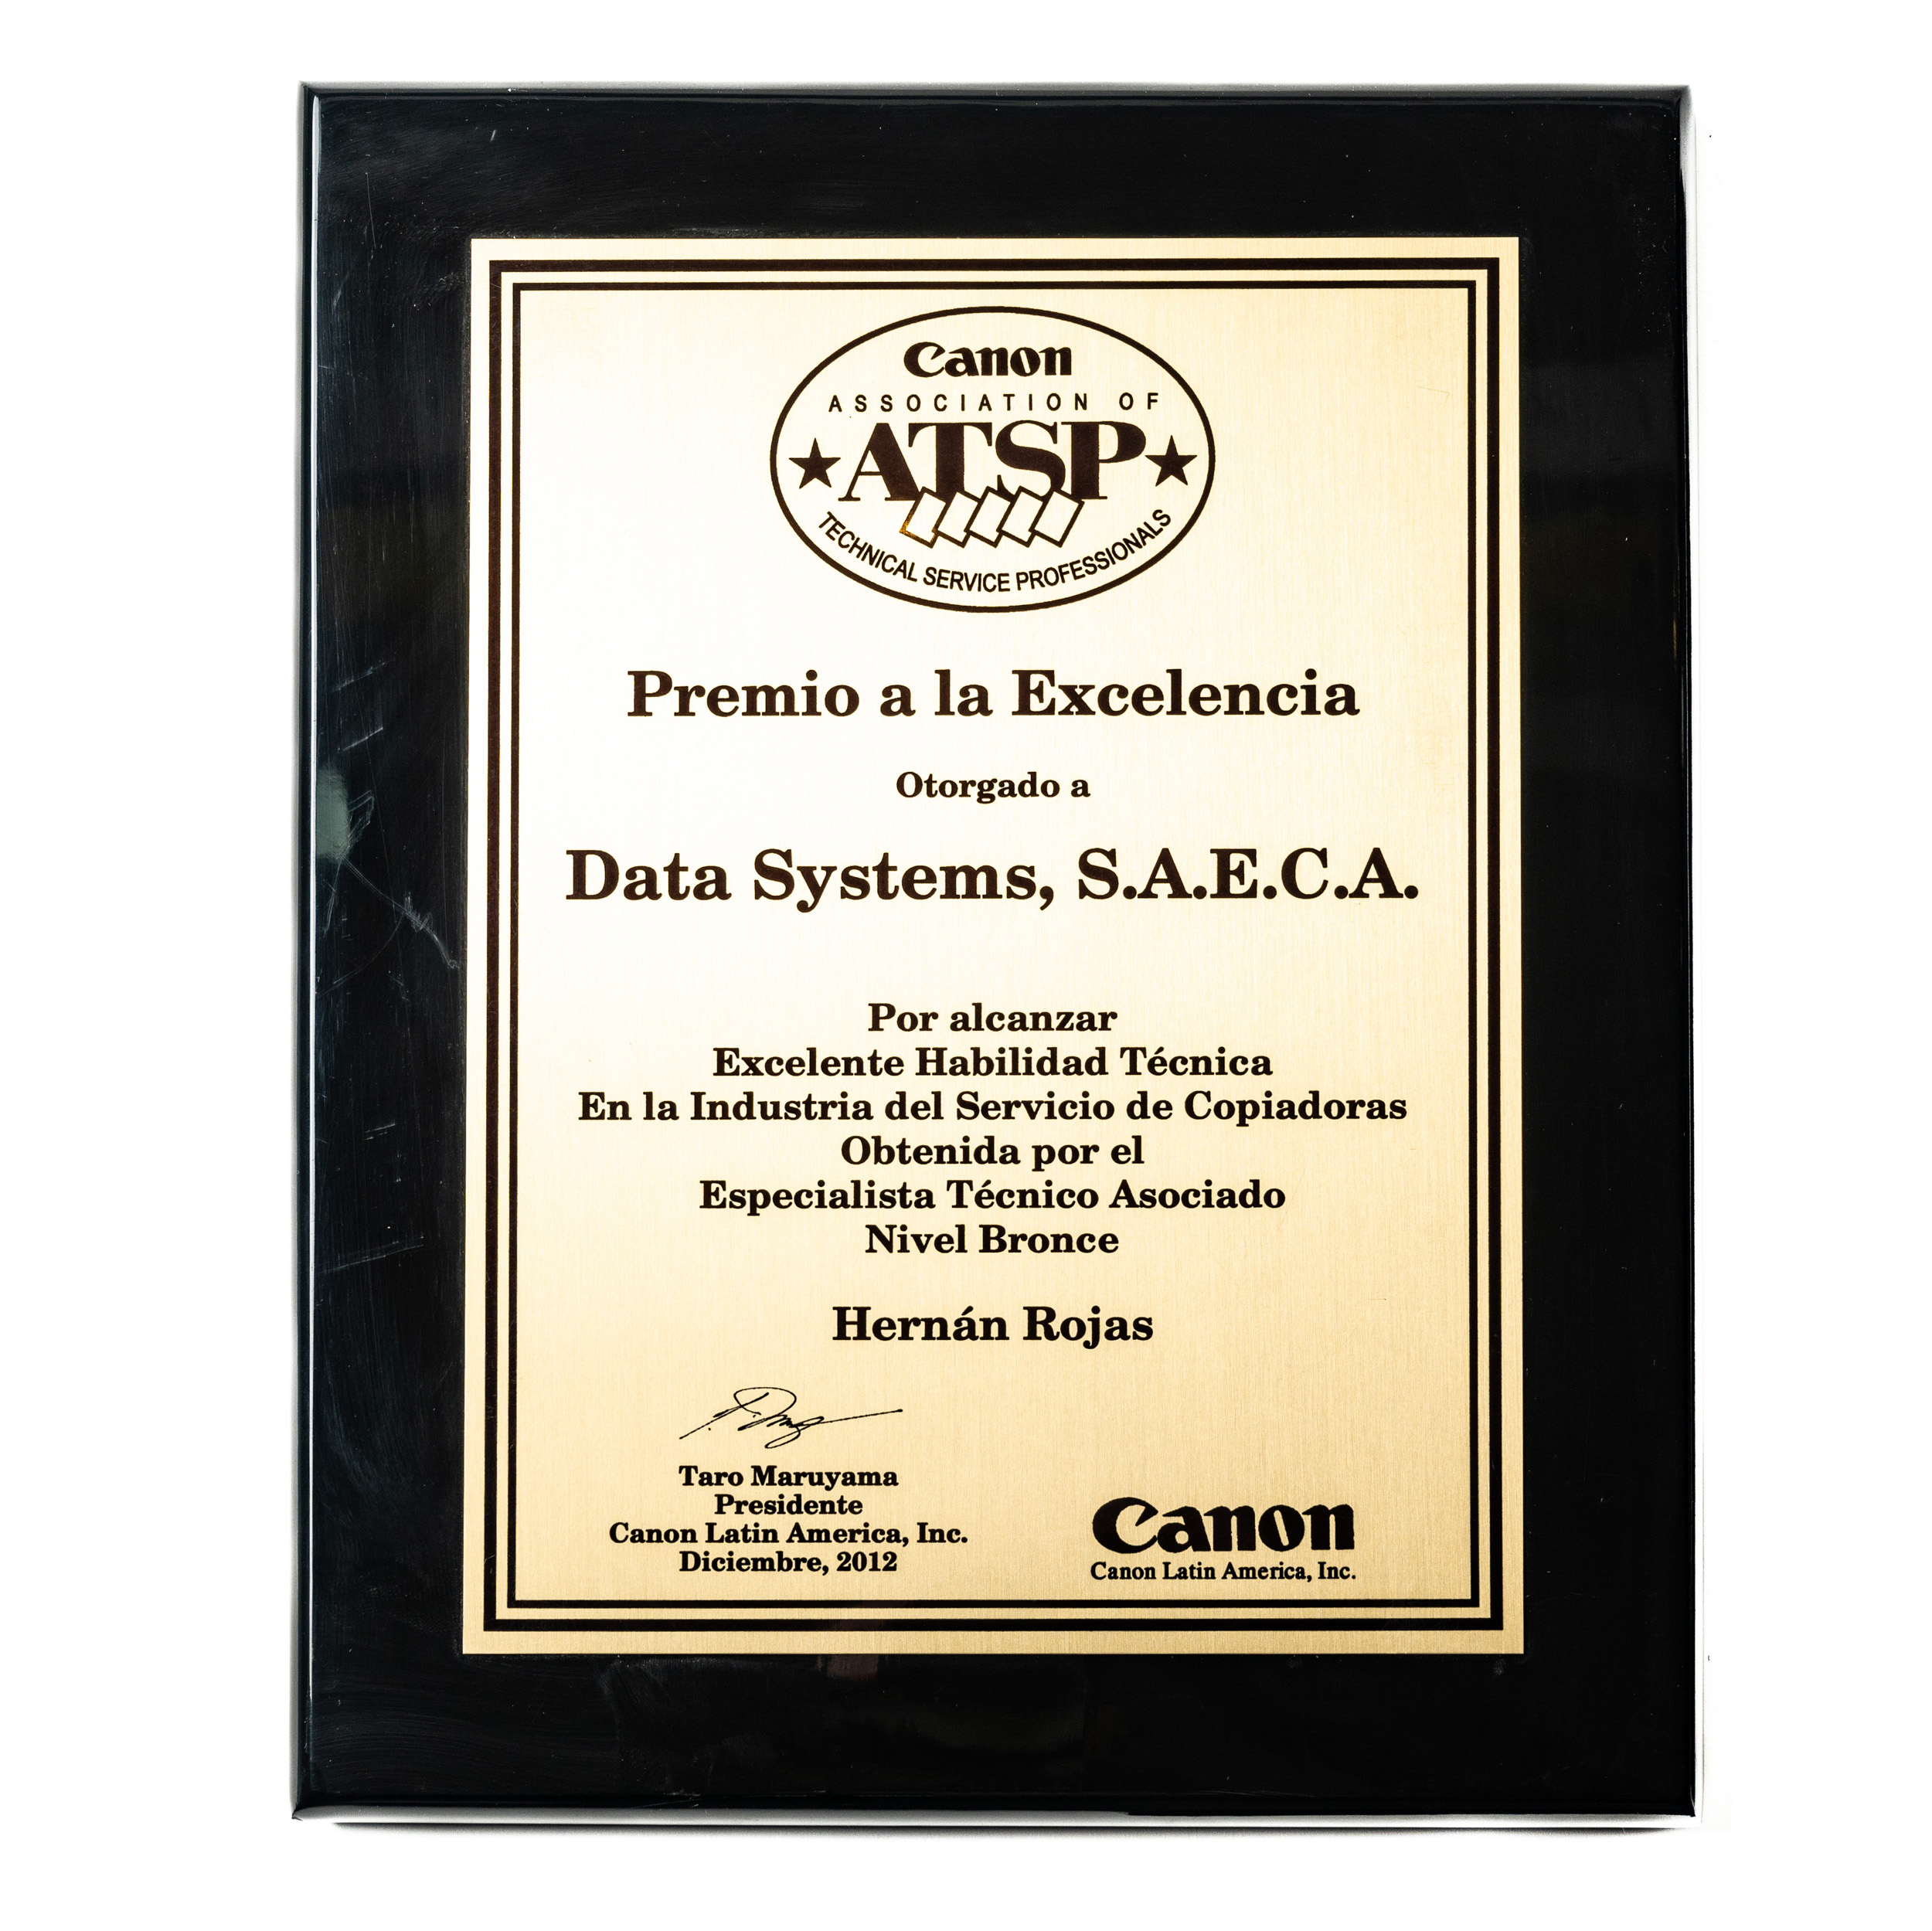 Canon
ASSOCIATION OF
ATSP
TECHNICAL SERVICE PROFESSIONALS
Premio a la Excelencia
Otorgado a
Data Systems, S.A.E.C.A.
Por alcanzar
Excelente Habilidad Técnica
En la Industria del Servicio de Copiadoras
Obtenida por el
Especialista Técnico Asociado
Nivel Bronce
Hernán Rojas
Taro Maruyama
Presidente
Canon Latin America, Inc.
Diciembre, 2012
Canon
Canon Latin America, Inc.